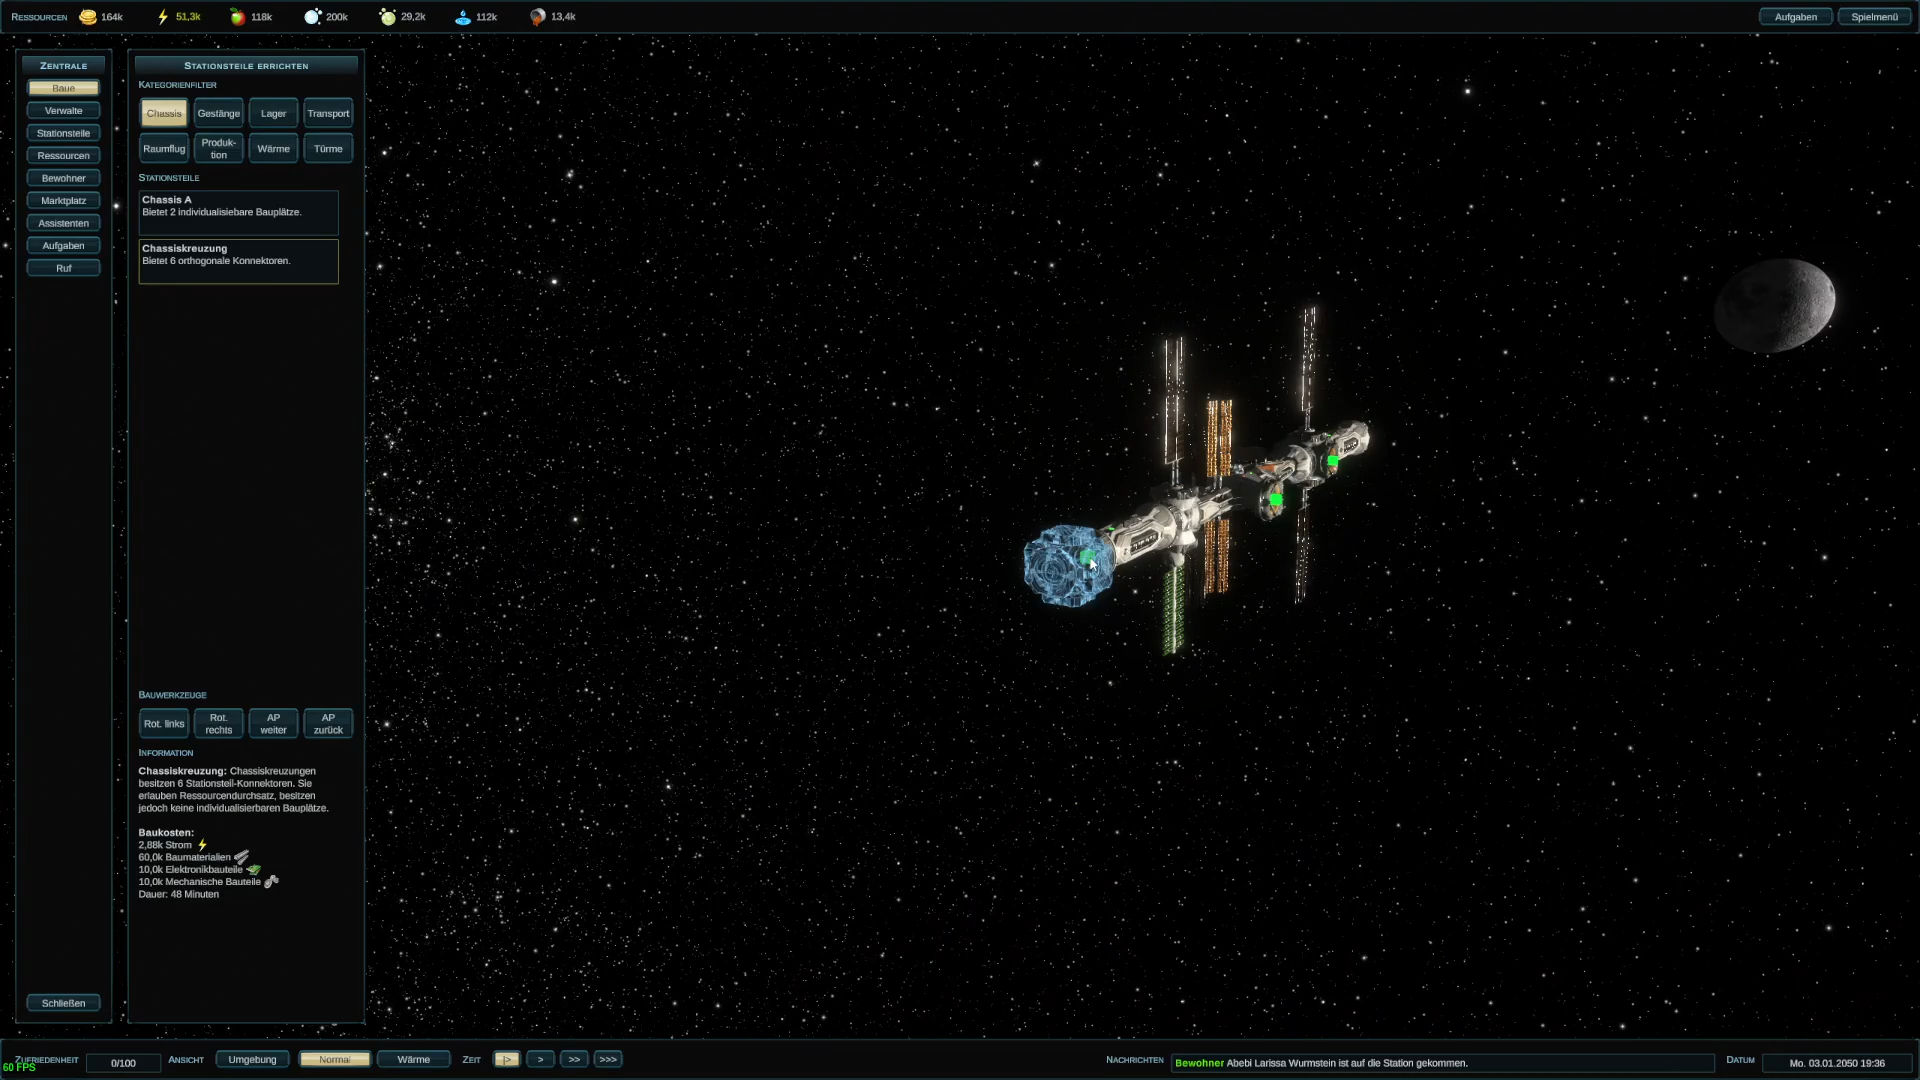 Ressourcen 164k 51,3k 118k 200k 29,2k 112k 13,4k Aufgaben Spielmenü
Zentrale
Baue
Verwalte
Stationsteile
Ressourcen
Bewohner
Marktplatz
Assistenten
Aufgaben
Ruf
Schließen
Stationsteile errichten
Kategorienfilter
Chassis Gestänge Lager Transport
Raumflug Produk-
tion Wärme Türme
Stationsteile
Chassis A
Bietet 2 individualisiebare Bauplätze.
Chassiskreuzung
Bietet 6 orthogonale Konnektoren.
Bauwerkzeuge
Rot. links Rot.
rechts AP
weiter AP
zurück
Information
Chassiskreuzung: Chassiskreuzungen
besitzen 6 Stationsteil-Konnektoren. Sie
erlauben Ressourcendurchsatz, besitzen
jedoch keine individualisierbaren Bauplätze.
Baukosten:
2,88k Strom
60,0k Baumaterialien
10,0k Elektronikbauteile
10,0k Mechanische Bauteile
Dauer: 48 Minuten
Zufriedenheit 0/100 Ansicht Umgebung Normal Wärme Zeit |> > >> >>> Nachrichten Bewohner Abebi Larissa Wurmstein ist auf die Station gekommen. Datum Mo. 03.01.2050 19:36
60 FPS